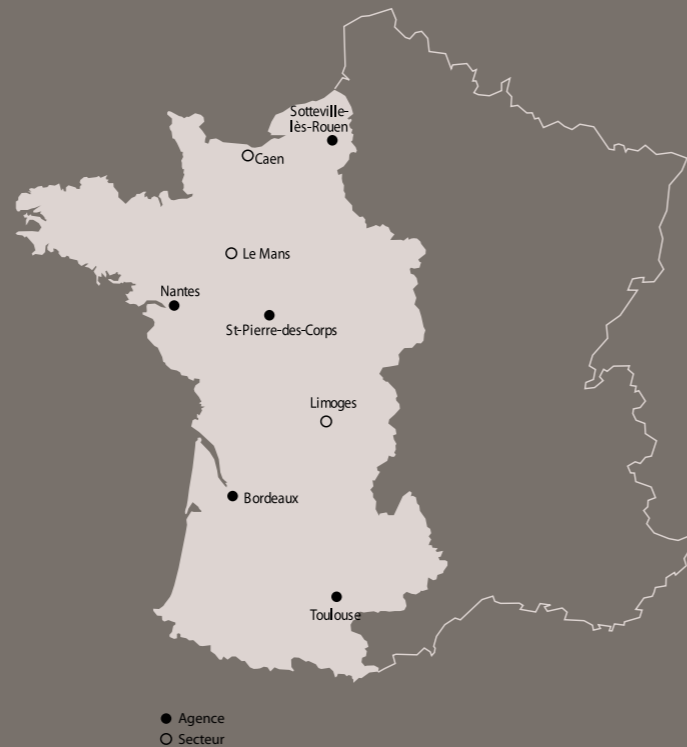 Sotteville-
lès-Rouen
Caen
Le Mans
Nantes
St-Pierre-des-Corps
Limoges
Bordeaux
Toulouse
Agence
Secteur